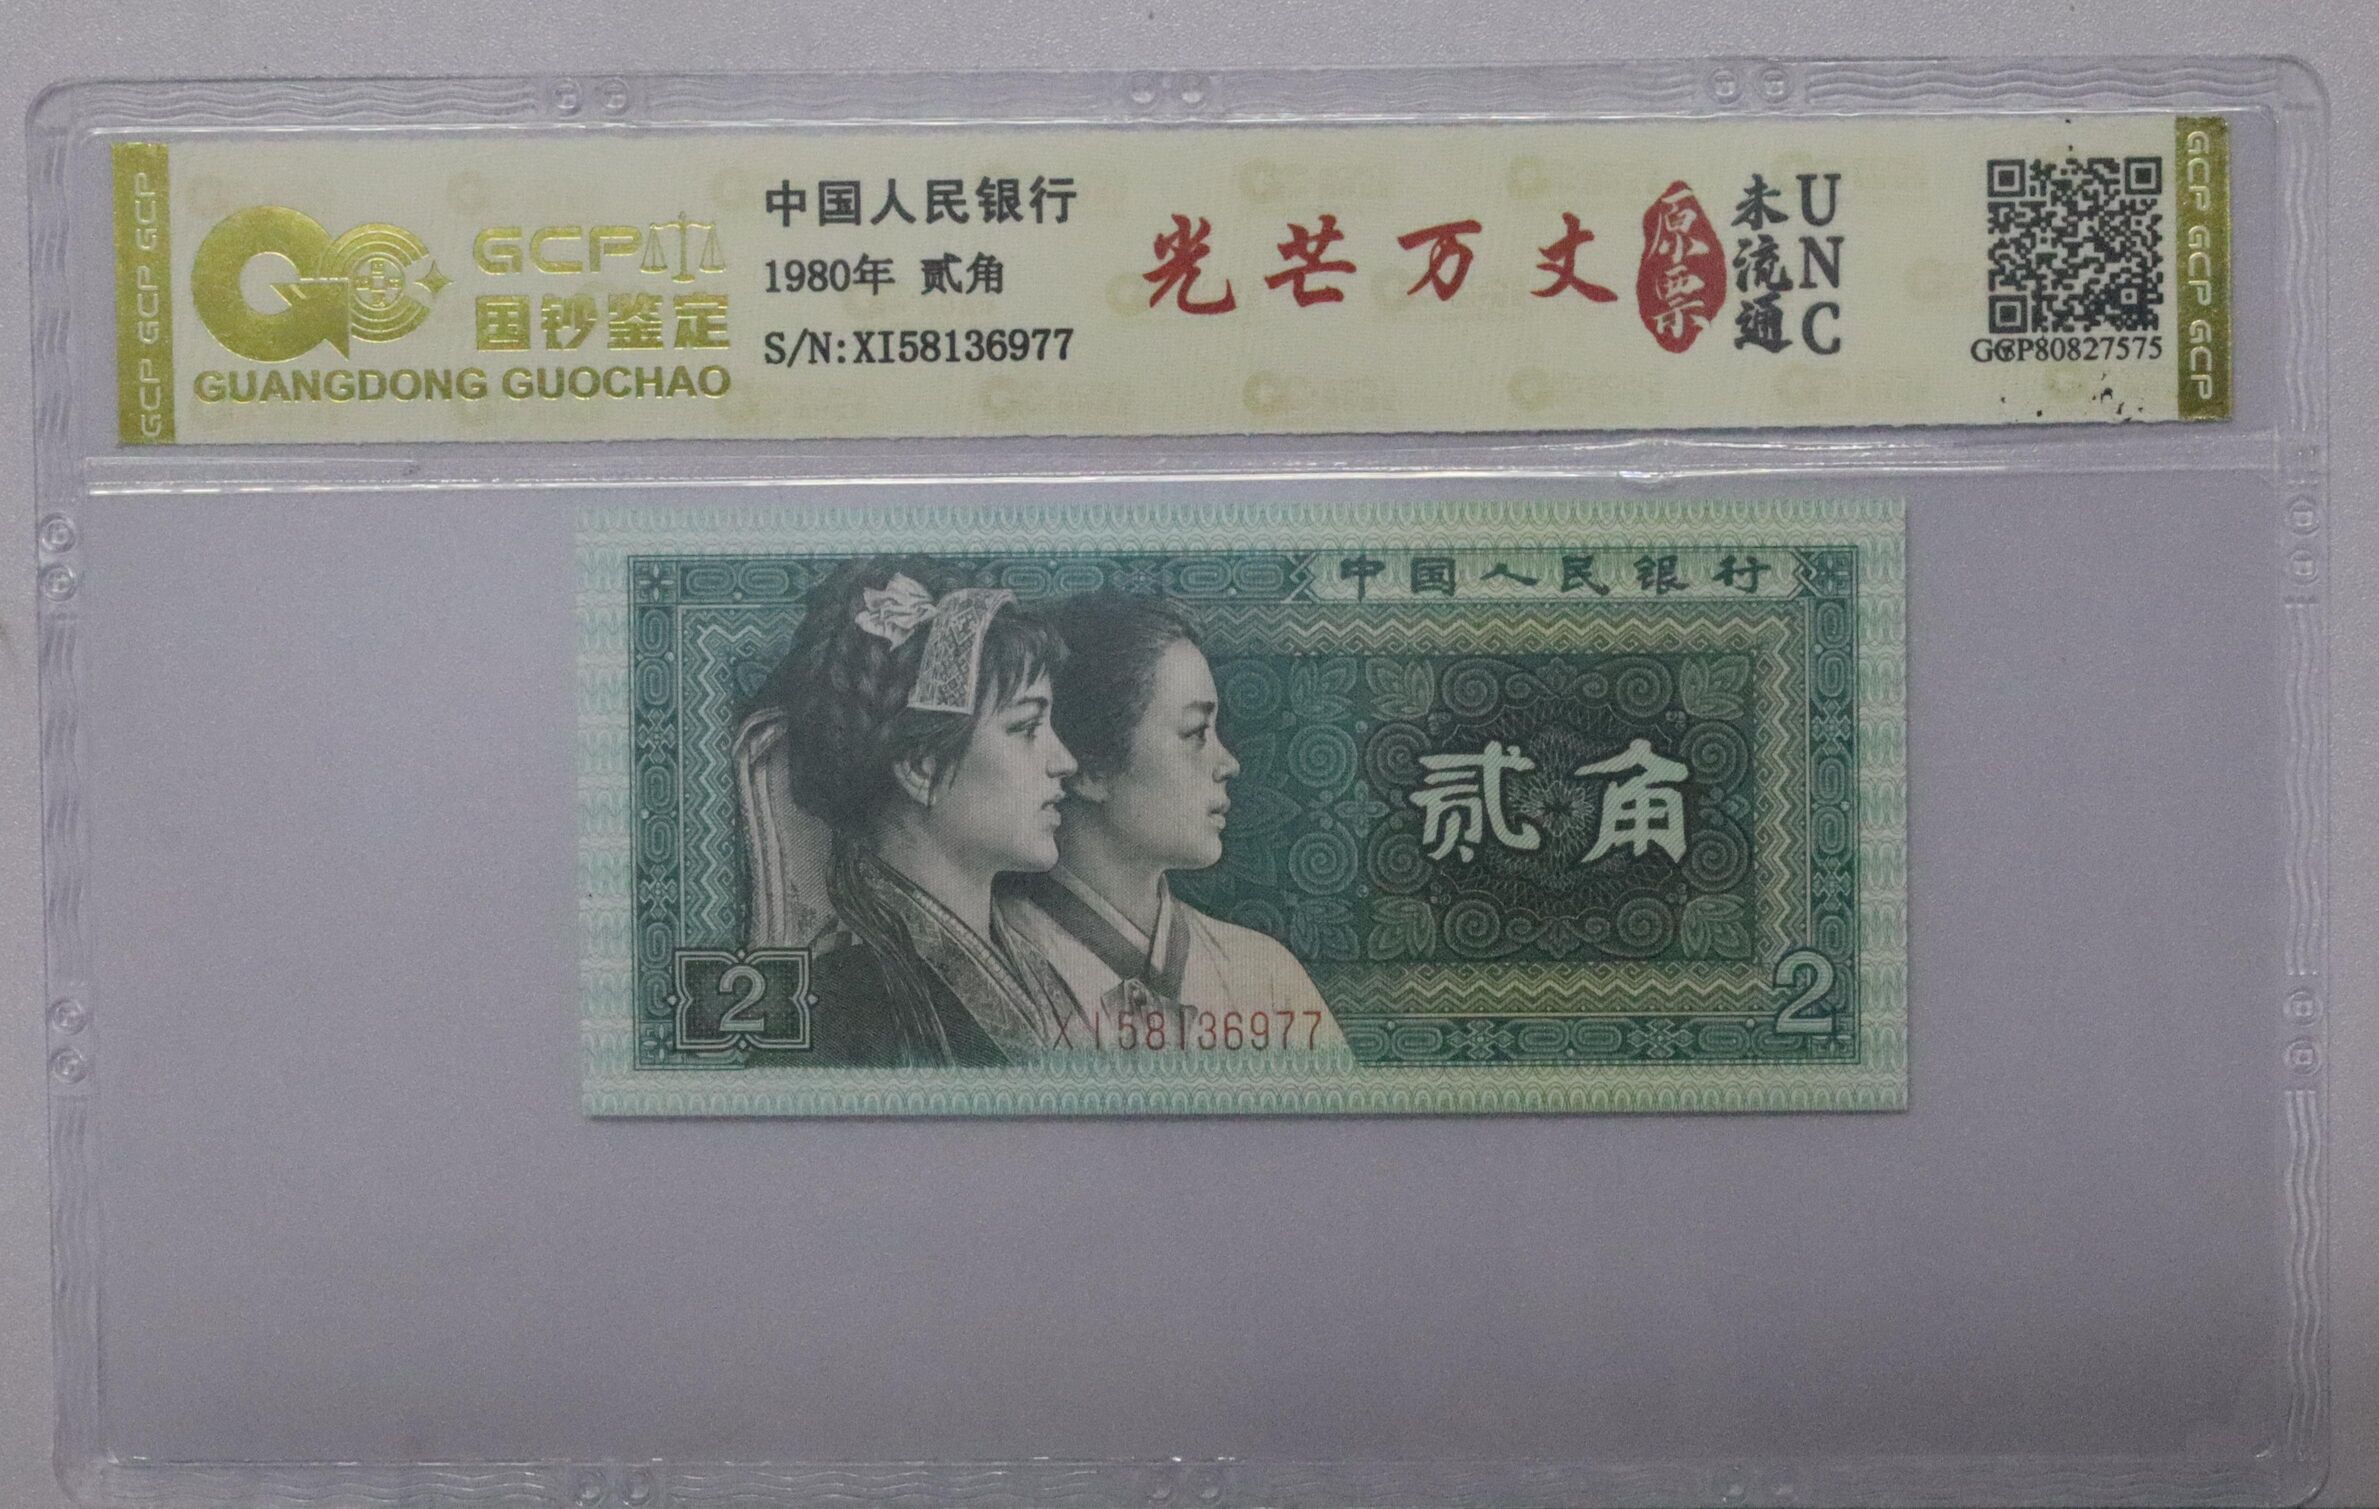 GCP GCP GCP
GCP
国钞鉴定
GUANGDONG GUOCHAO
中国人民银行
1980年 贰角
S/N:XI58136977
光芒万丈
原票
未流通
UNC
80827575
GCP GCP GCP GCP
中国人民银行
贰角
2
XI58136977
2